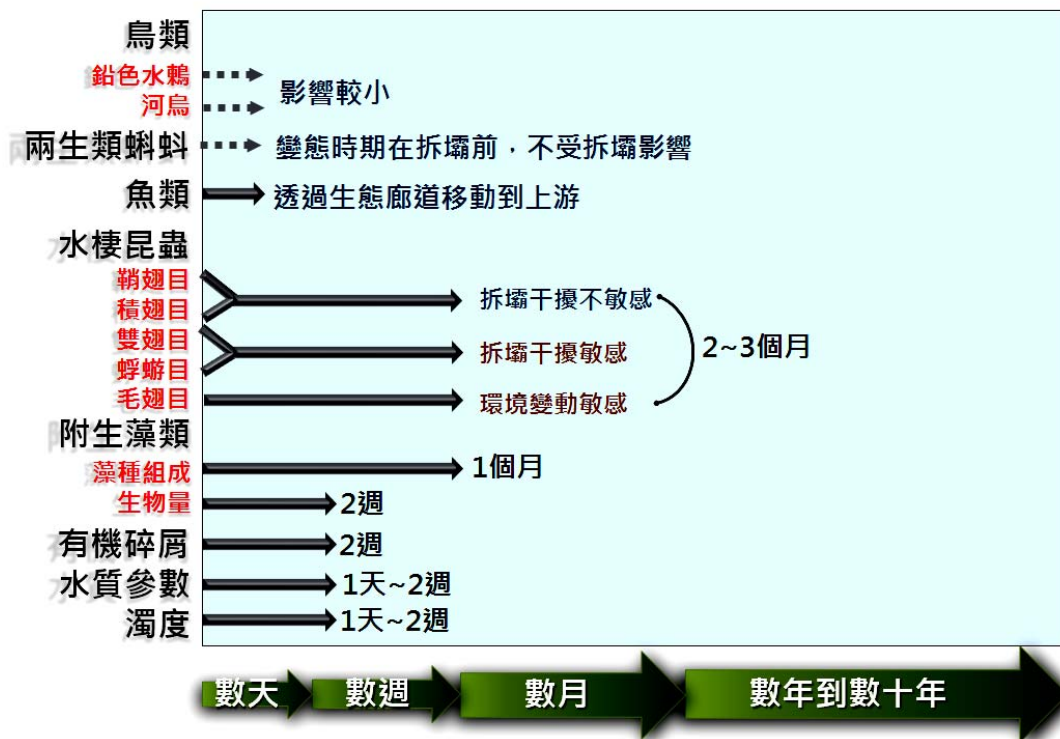 鳥類
鉛色水鶇
河烏
影響較小
兩生類蝌蚪
變態時期在拆壩前，不受拆壩影響
魚類
透過生態廊道移動到上游
水棲昆蟲
鞘翅目
積翅目
拆壩干擾不敏感
雙翅目
蜉蝣目
拆壩干擾敏感
2~3個月
毛翅目
環境變動敏感
附生藻類
藻種組成
1個月
生物量
2週
有機碎屑
2週
水質參數
1天~2週
濁度
1天~2週
數天
數週
數月
數年到數十年